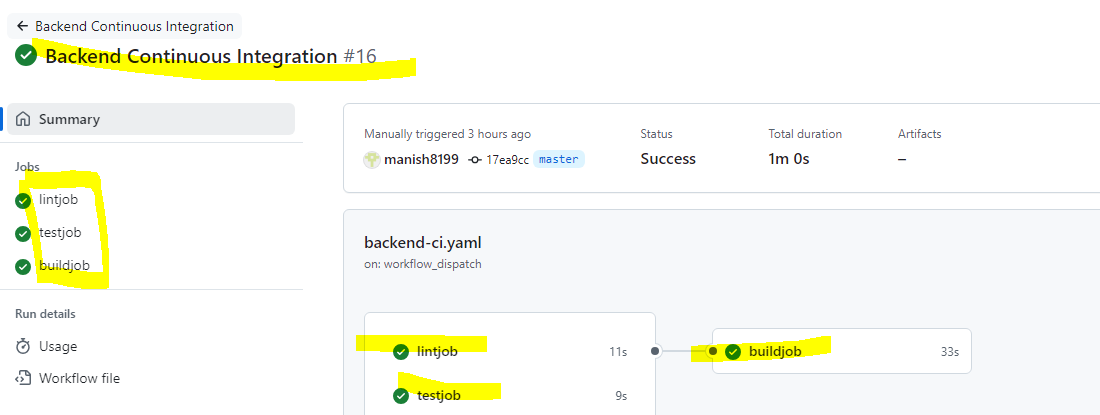 Backend Continuous Integration
Backend Continuous Integration #16
Summary
Jobs
lintjob
testjob
buildjob
Run details
Usage
Workflow file
Manually triggered 3 hours ago
manish8199 17ea9cc master
Status
Success
Total duration
1m 0s
Artifacts
–
backend-ci.yaml
on: workflow_dispatch
lintjob 11s
testjob 9s
buildjob 33s